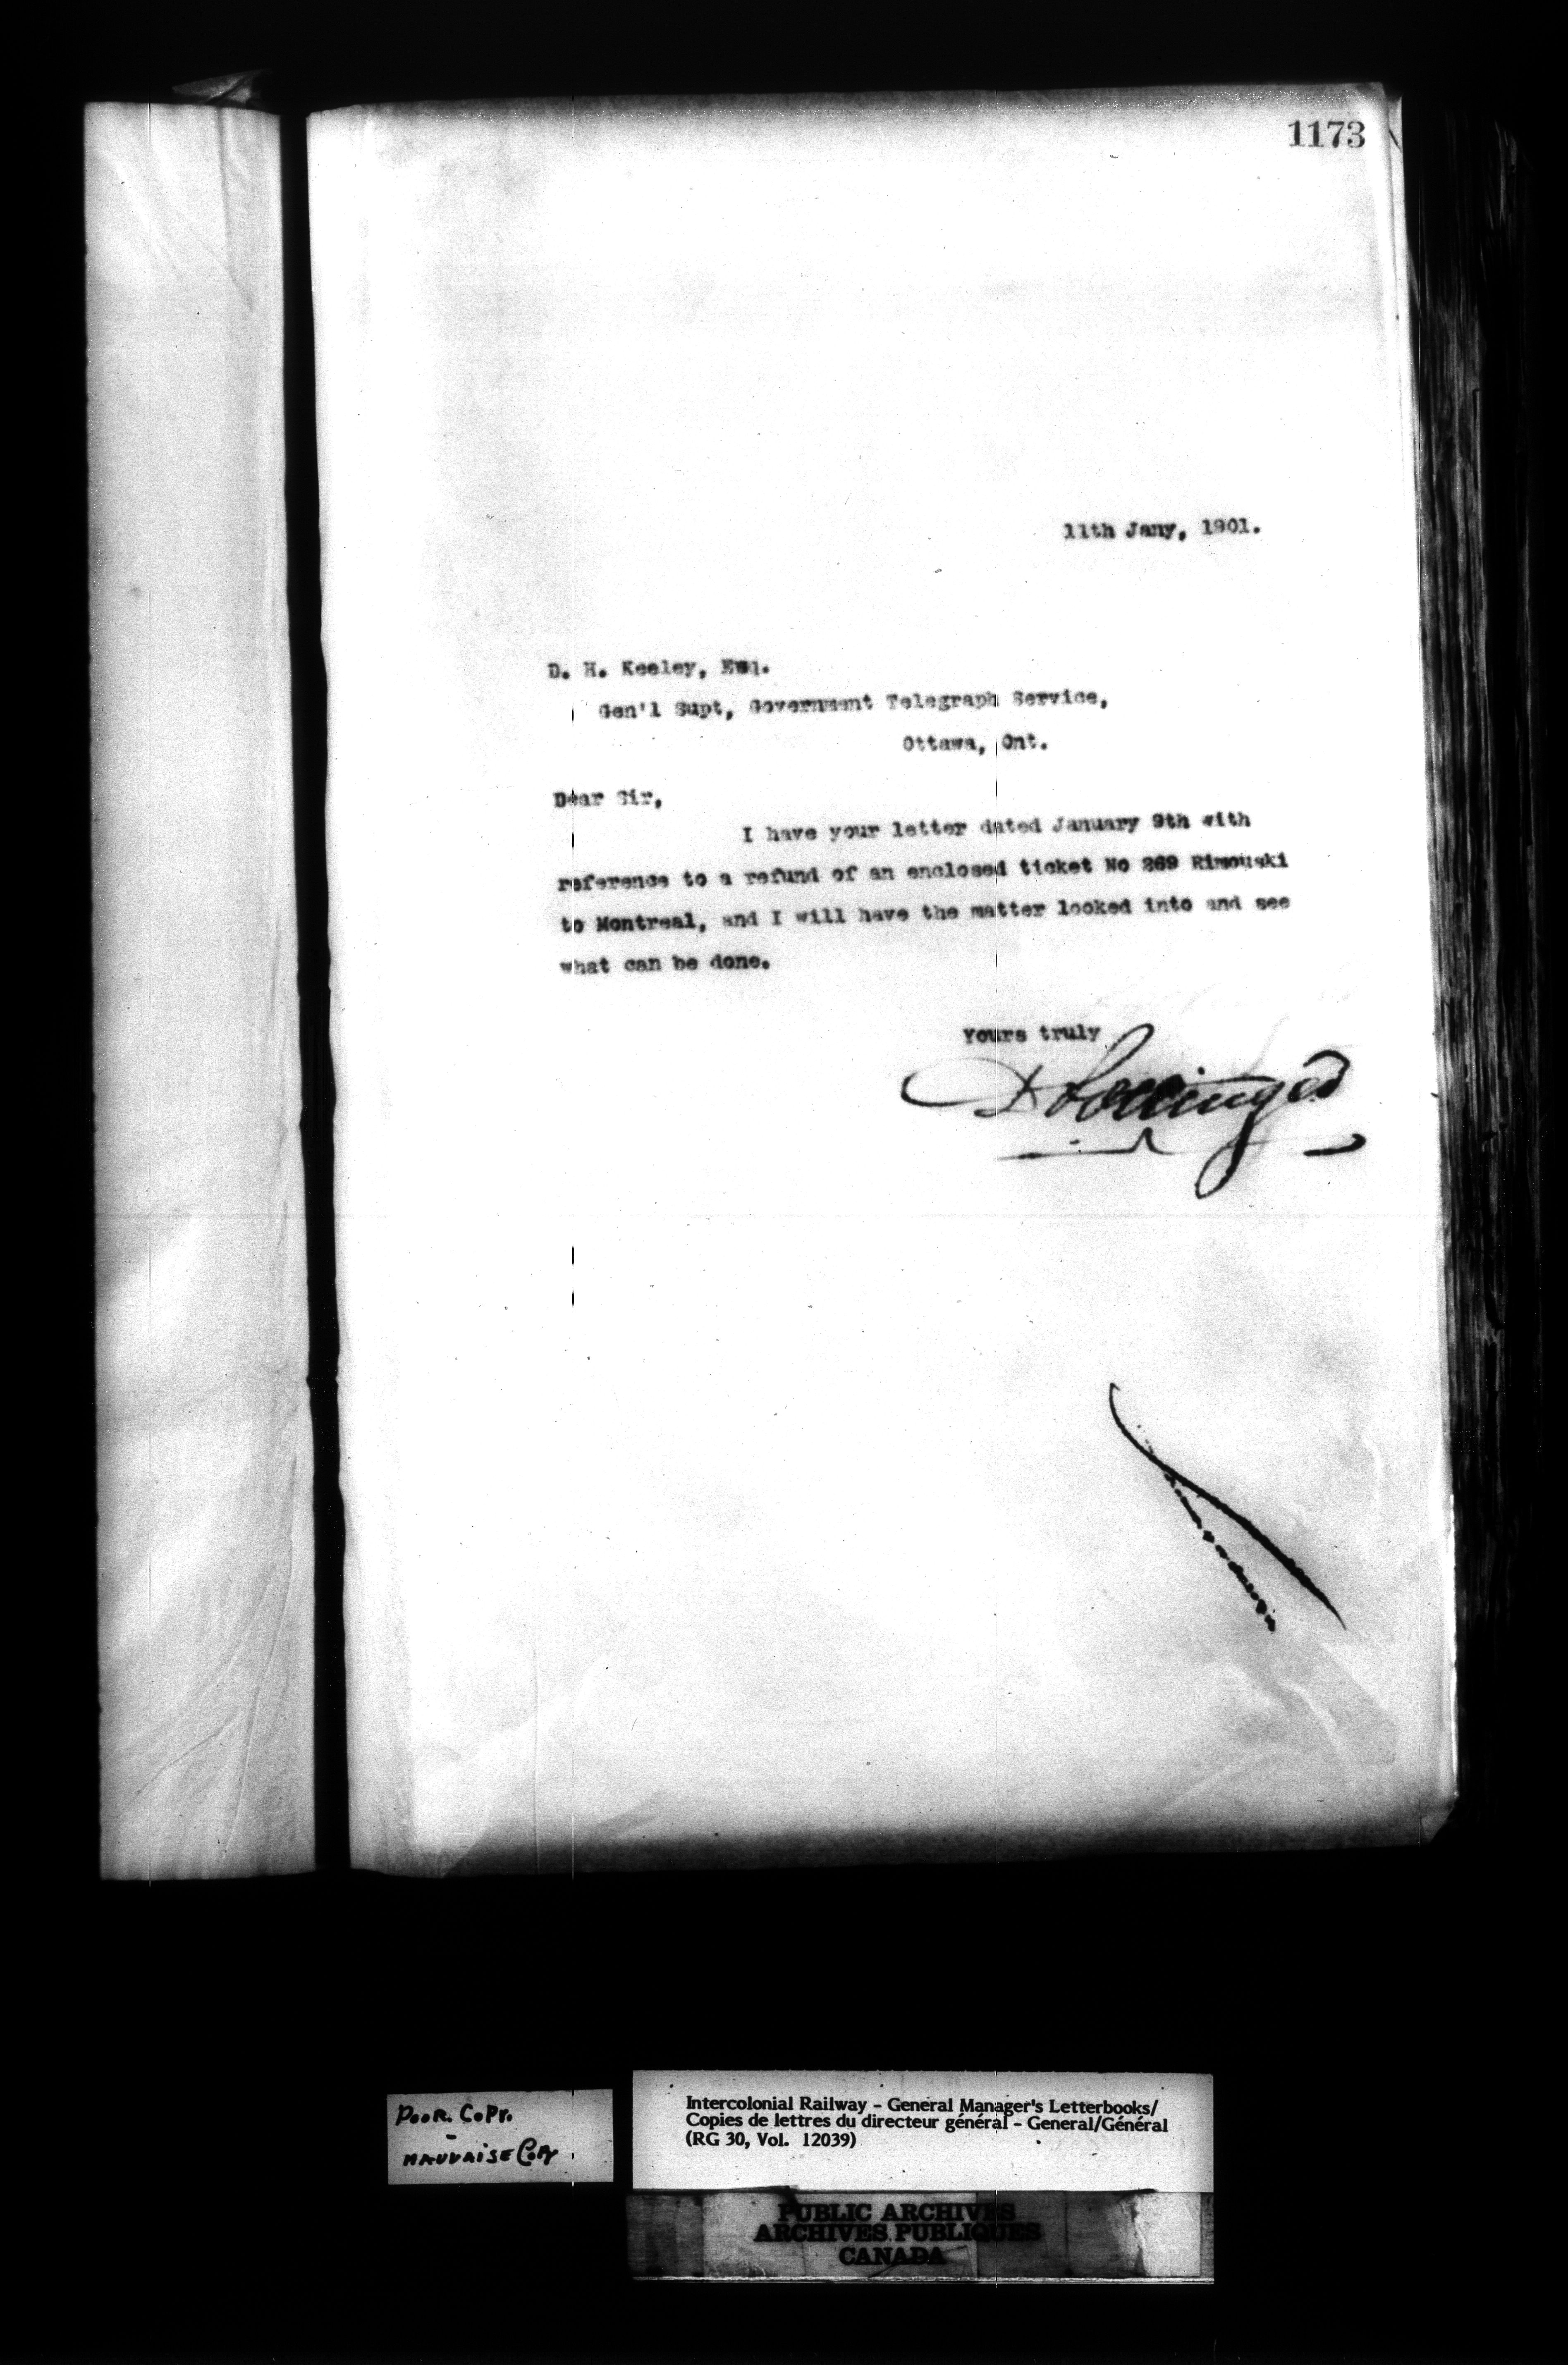 1173
11th Jany, 1901.
D. H. Keeley, Esq.
Gen'l Supt, Government Telegraph Service,
Ottawa, Ont.
Dear Sir,
I have your letter dated January 9th with
reference to a refund of an enclosed ticket No 269 Rimouski
to Montreal, and I will have the matter looked into and see
what can be done.
Yours truly
D Pottinger
POOR. COPY.
-
MAUVAISE COPY
Intercolonial Railway - General Manager's Letterbooks/
Copies de lettres du directeur général - General/Général
(RG 30, Vol. 12039)
PUBLIC ARCHIVES
ARCHIVES PUBLIQUES
CANADA